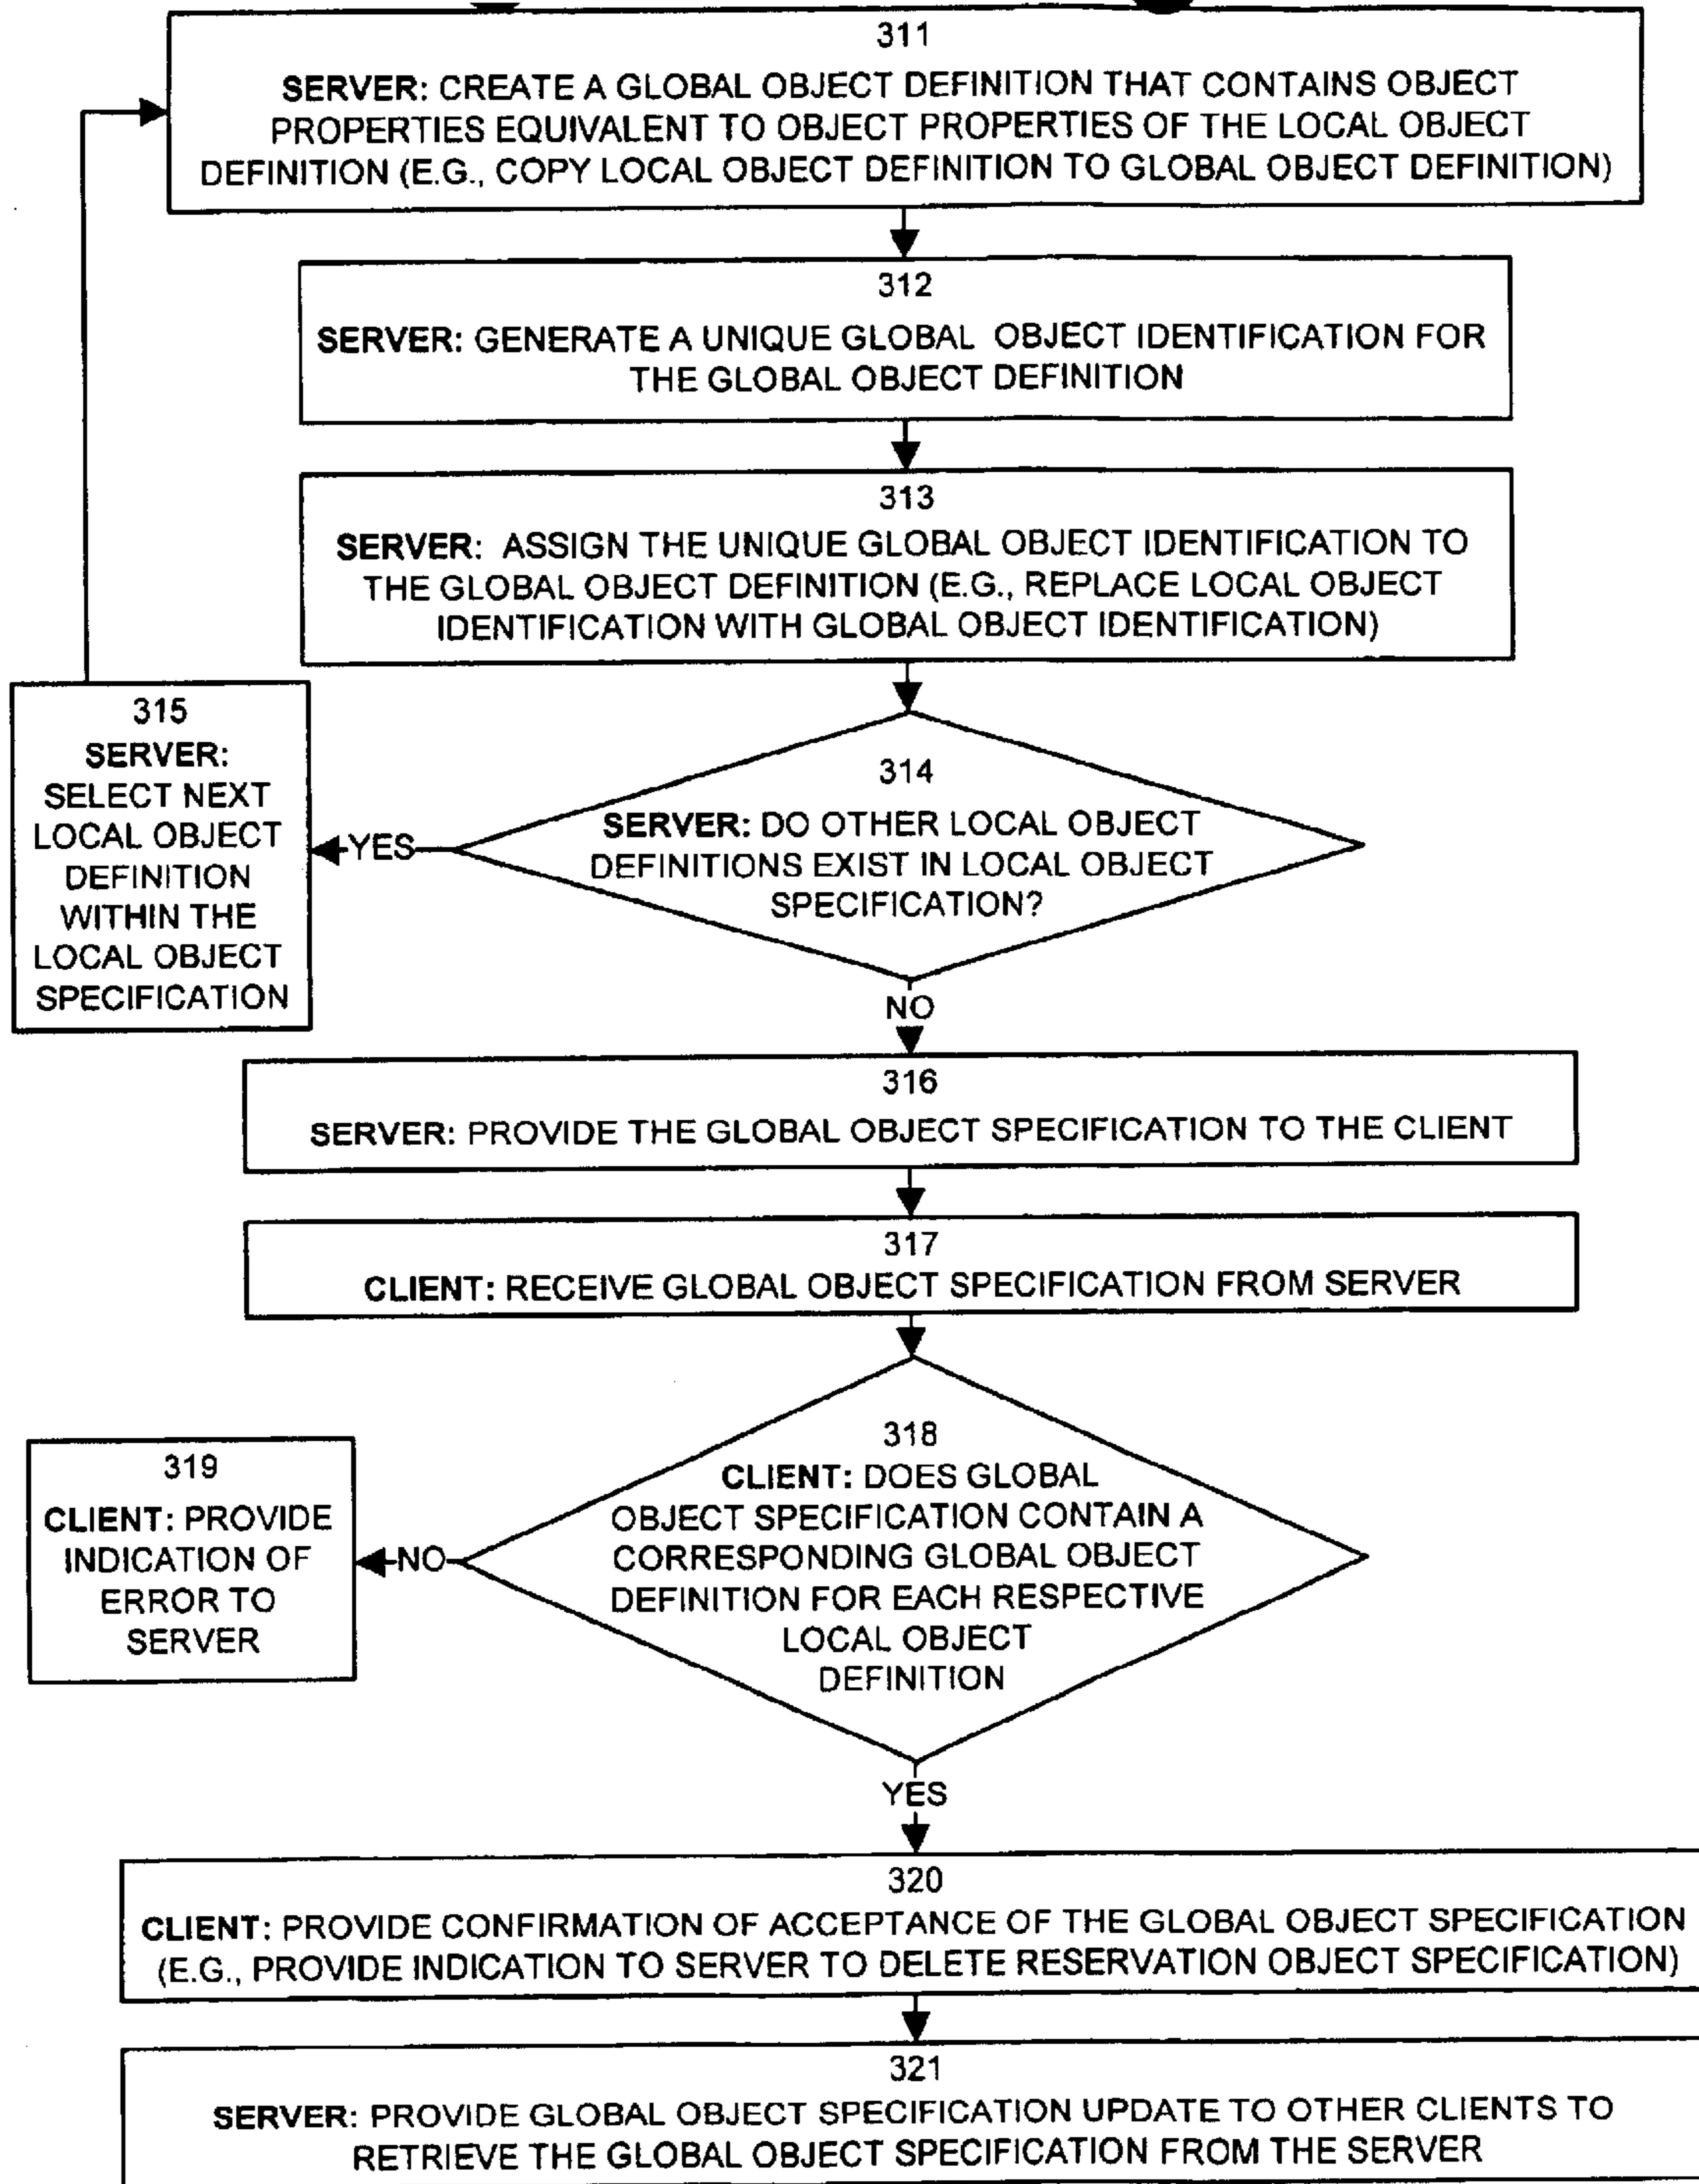 311
SERVER: CREATE A GLOBAL OBJECT DEFINITION THAT CONTAINS OBJECT
PROPERTIES EQUIVALENT TO OBJECT PROPERTIES OF THE LOCAL OBJECT
DEFINITION (E.G., COPY LOCAL OBJECT DEFINITION TO GLOBAL OBJECT DEFINITION)
312
SERVER: GENERATE A UNIQUE GLOBAL OBJECT IDENTIFICATION FOR
THE GLOBAL OBJECT DEFINITION
313
SERVER: ASSIGN THE UNIQUE GLOBAL OBJECT IDENTIFICATION TO
THE GLOBAL OBJECT DEFINITION (E.G., REPLACE LOCAL OBJECT
IDENTIFICATION WITH GLOBAL OBJECT IDENTIFICATION)
314
SERVER: DO OTHER LOCAL OBJECT
DEFINITIONS EXIST IN LOCAL OBJECT
SPECIFICATION?
YES
315
SERVER:
SELECT NEXT
LOCAL OBJECT
DEFINITION
WITHIN THE
LOCAL OBJECT
SPECIFICATION
NO
316
SERVER: PROVIDE THE GLOBAL OBJECT SPECIFICATION TO THE CLIENT
317
CLIENT: RECEIVE GLOBAL OBJECT SPECIFICATION FROM SERVER
318
CLIENT: DOES GLOBAL
OBJECT SPECIFICATION CONTAIN A
CORRESPONDING GLOBAL OBJECT
DEFINITION FOR EACH RESPECTIVE
LOCAL OBJECT
DEFINITION
NO
319
CLIENT: PROVIDE
INDICATION OF
ERROR TO
SERVER
YES
320
CLIENT: PROVIDE CONFIRMATION OF ACCEPTANCE OF THE GLOBAL OBJECT SPECIFICATION
(E.G., PROVIDE INDICATION TO SERVER TO DELETE RESERVATION OBJECT SPECIFICATION)
321
SERVER: PROVIDE GLOBAL OBJECT SPECIFICATION UPDATE TO OTHER CLIENTS TO
RETRIEVE THE GLOBAL OBJECT SPECIFICATION FROM THE SERVER